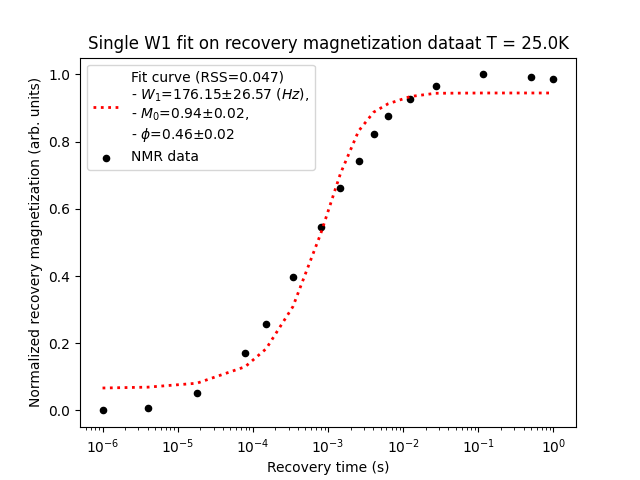 Single W1 fit on recovery magnetization dataat T = 25.0K
Fit curve (RSS=0.047)
- W₁=176.15±26.57 (Hz),
- M₀=0.94±0.02,
- ϕ=0.46±0.02
NMR data
Normalized recovery magnetization (arb. units)
1.0
0.8
0.6
0.4
0.2
0.0
10⁻⁶ 10⁻⁵ 10⁻⁴ 10⁻³ 10⁻² 10⁻¹ 10⁰
Recovery time (s)